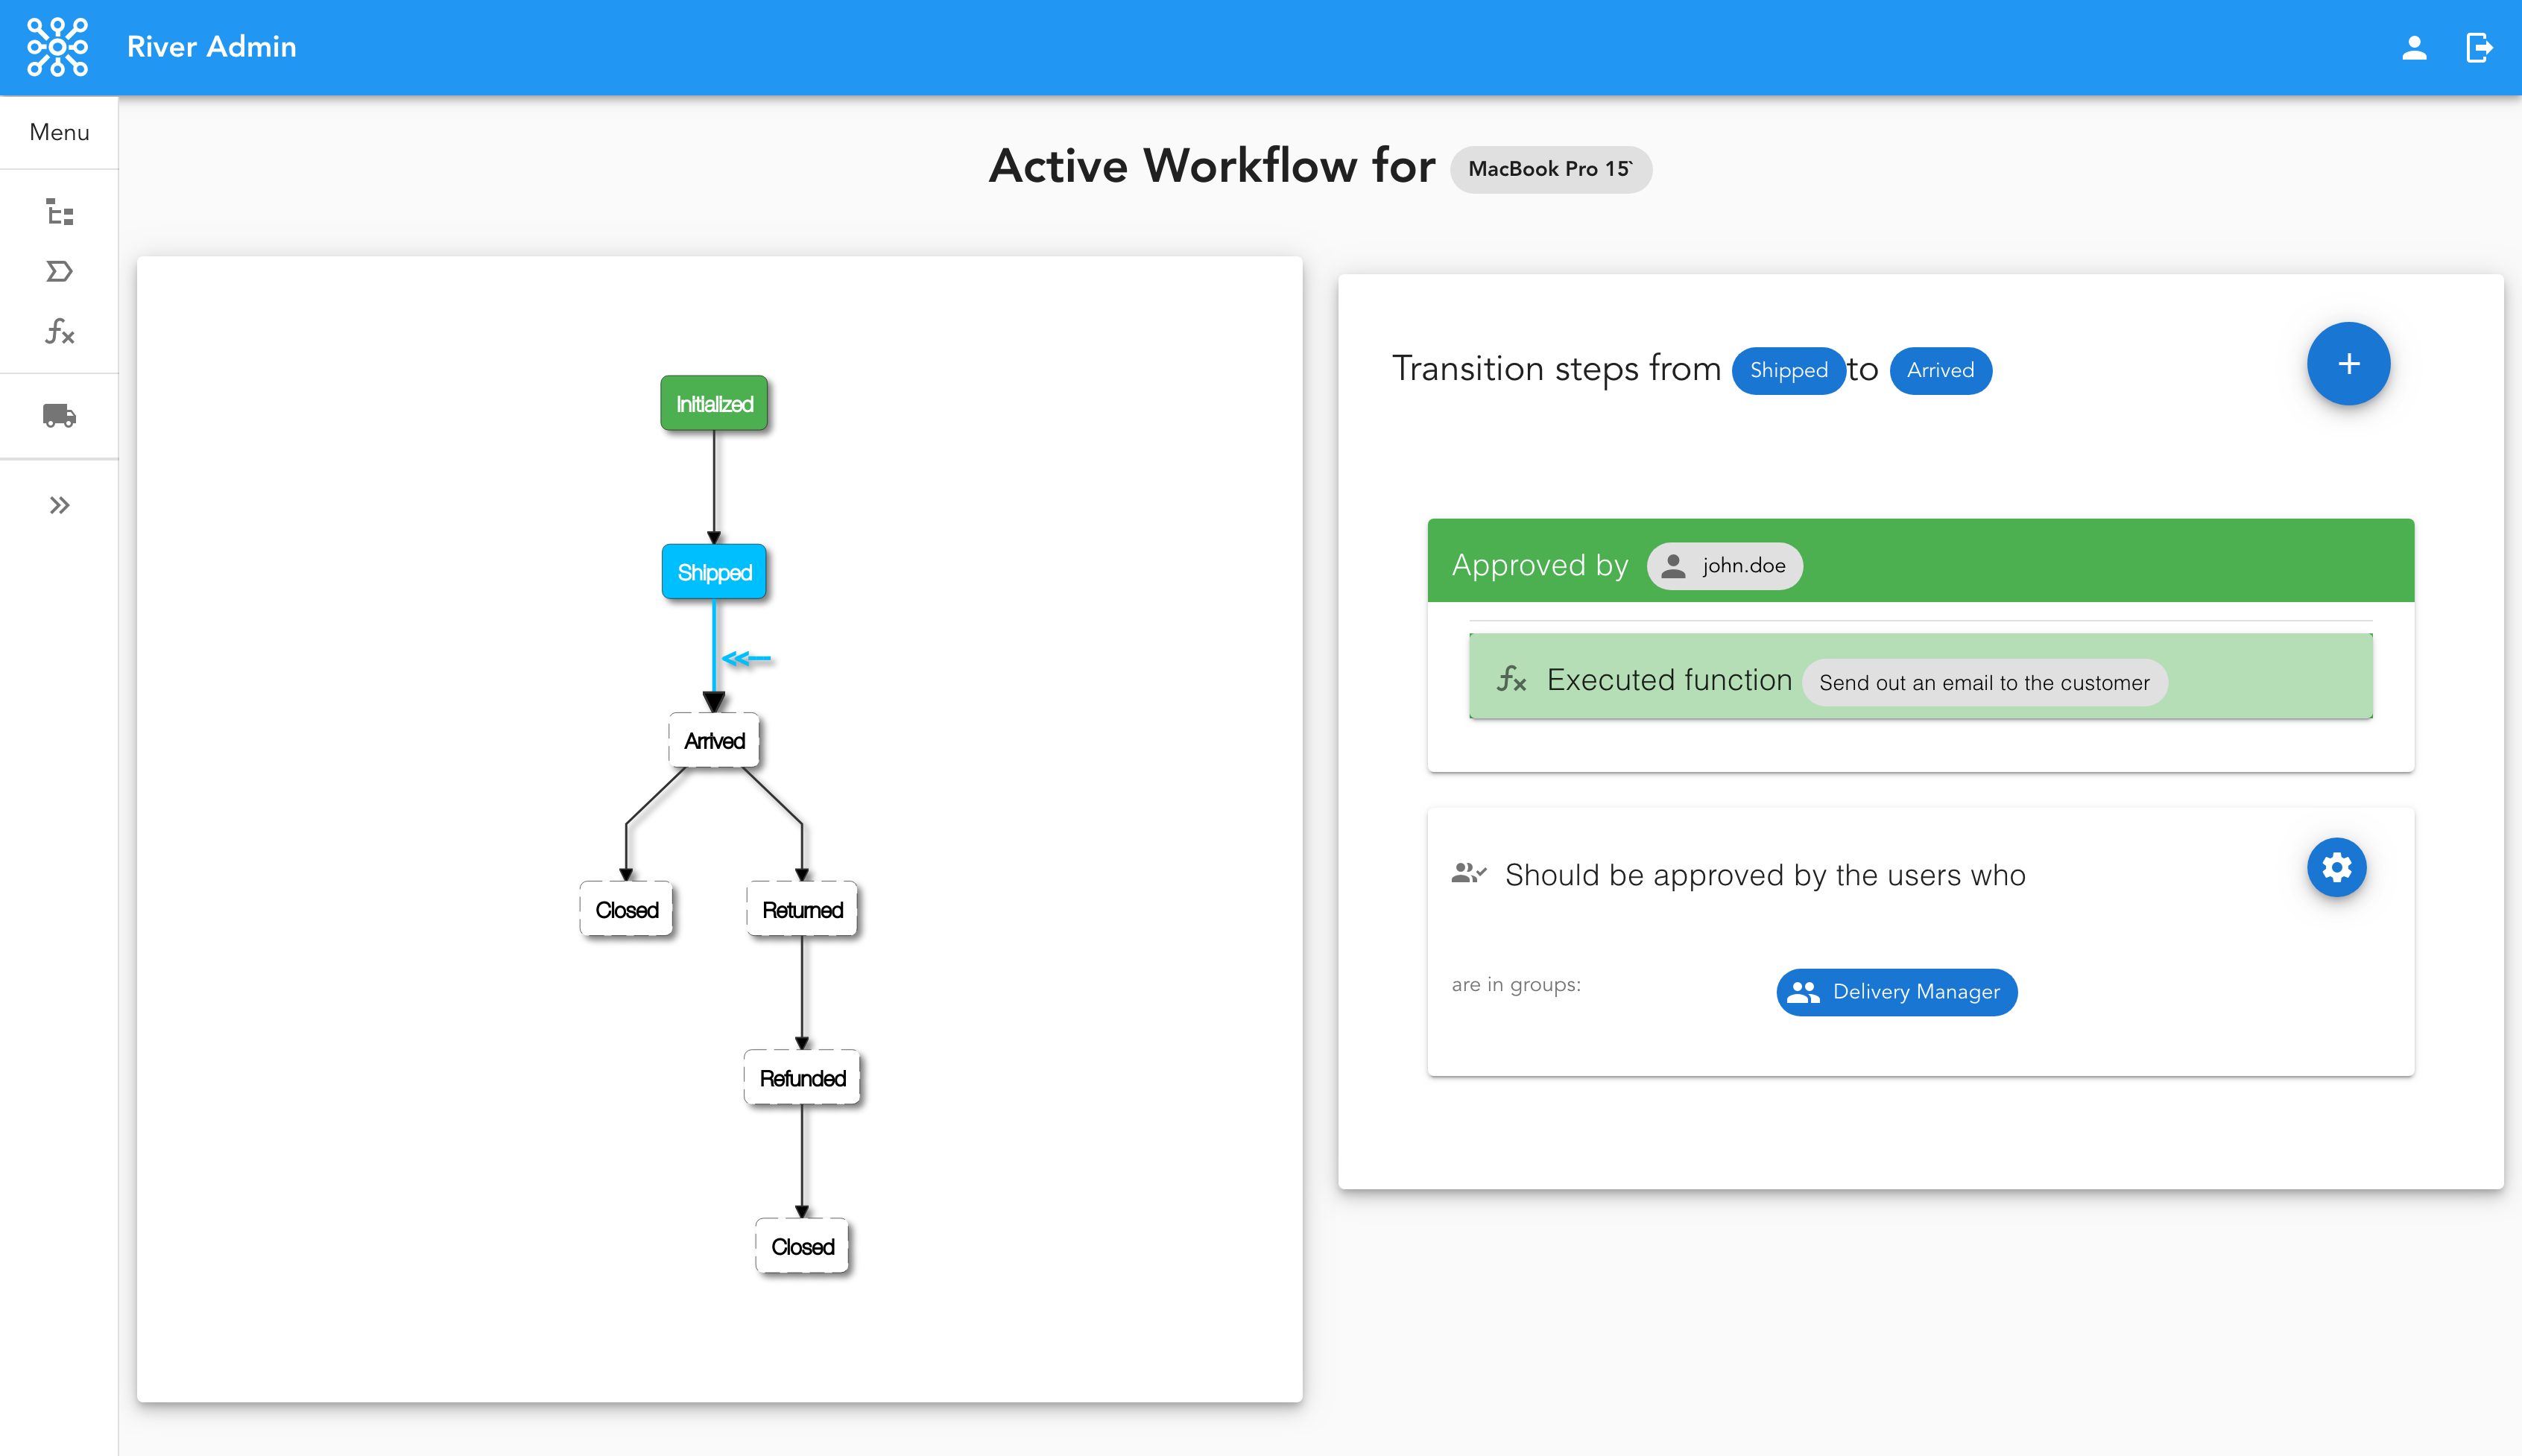 River Admin
Menu
Active Workflow for MacBook Pro 15`
Initialized
Shipped
Arrived
Closed Returned
Refunded
Closed
Transition steps from Shipped to Arrived
Approved by john.doe
Executed function Send out an email to the customer
Should be approved by the users who
are in groups: Delivery Manager